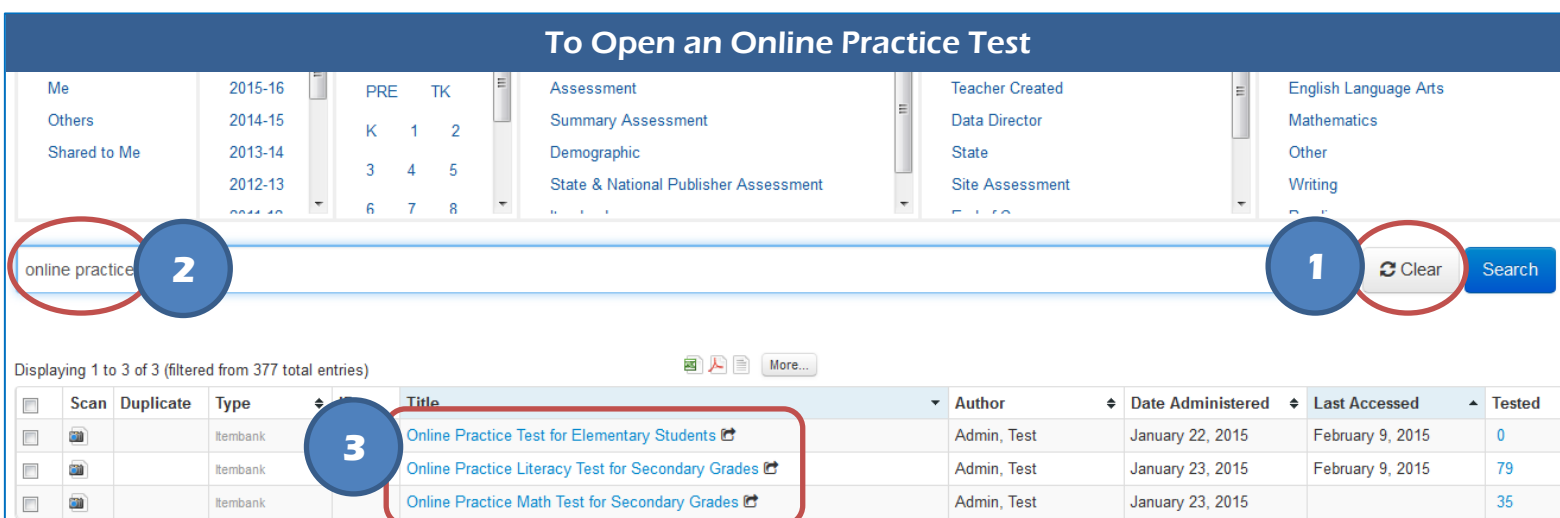 To Open an Online Practice Test
Me 2015-16 PRE TK Assessment Teacher Created English Language Arts
Others 2014-15 K 1 2 Summary Assessment Data Director Mathematics
Shared to Me 2013-14 3 4 5 Demographic State Other
2012-13 State & National Publisher Assessment Site Assessment Writing
6 7 8
online practice 2 1 Clear Search
Displaying 1 to 3 of 3 (filtered from 377 total entries) More...
Scan Duplicate Type Title Author Date Administered Last Accessed Tested
3
Itembank Online Practice Test for Elementary Students Admin, Test January 22, 2015 February 9, 2015 0
Itembank Online Practice Literacy Test for Secondary Grades Admin, Test January 23, 2015 February 9, 2015 79
Itembank Online Practice Math Test for Secondary Grades Admin, Test January 23, 2015 35